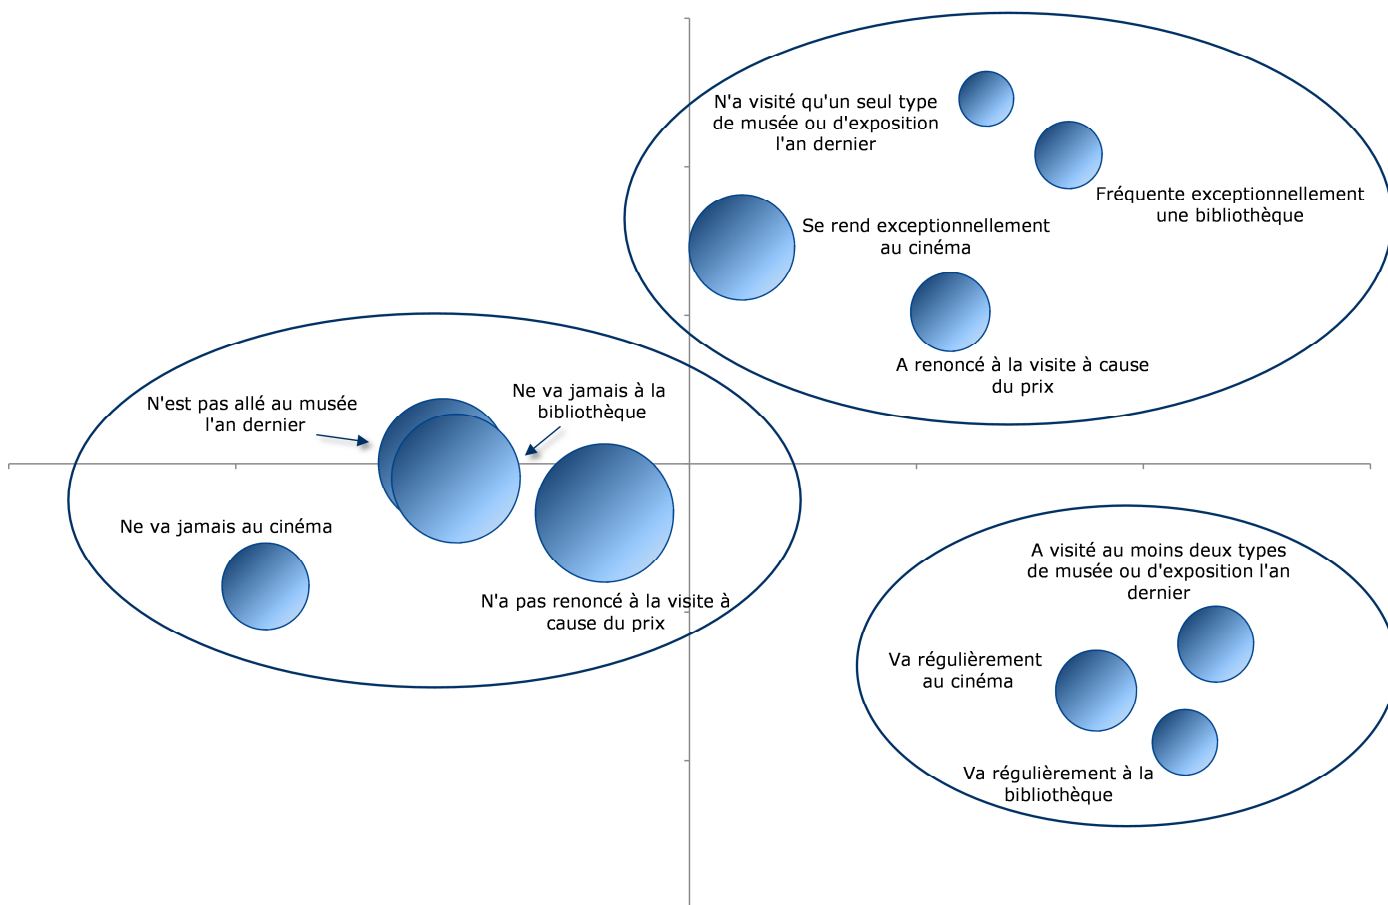 N'a visité qu'un seul type
de musée ou d'exposition
l'an dernier
Fréquente exceptionnellement
une bibliothèque
Se rend exceptionnellement
au cinéma
A renoncé à la visite à cause
du prix
Ne va jamais à la
bibliothèque
N'est pas allé au musée
l'an dernier
Ne va jamais au cinéma
N'a pas renoncé à la visite à
cause du prix
A visité au moins deux types
de musée ou d'exposition l'an
dernier
Va régulièrement
au cinéma
Va régulièrement à la
bibliothèque